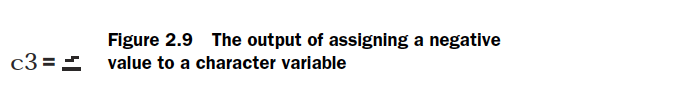 Figure 2.9 The output of assigning a negative
c3 = value to a character variable